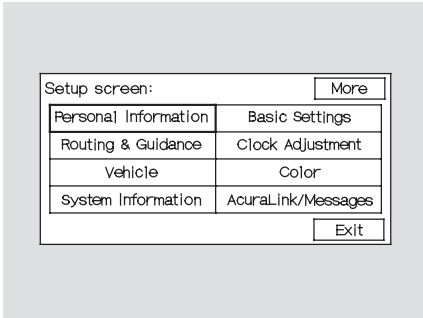 Setup screen: More
Personal Information Basic Settings
Routing & Guidance Clock Adjustment
Vehicle Color
System Information AcuraLink/Messages
Exit